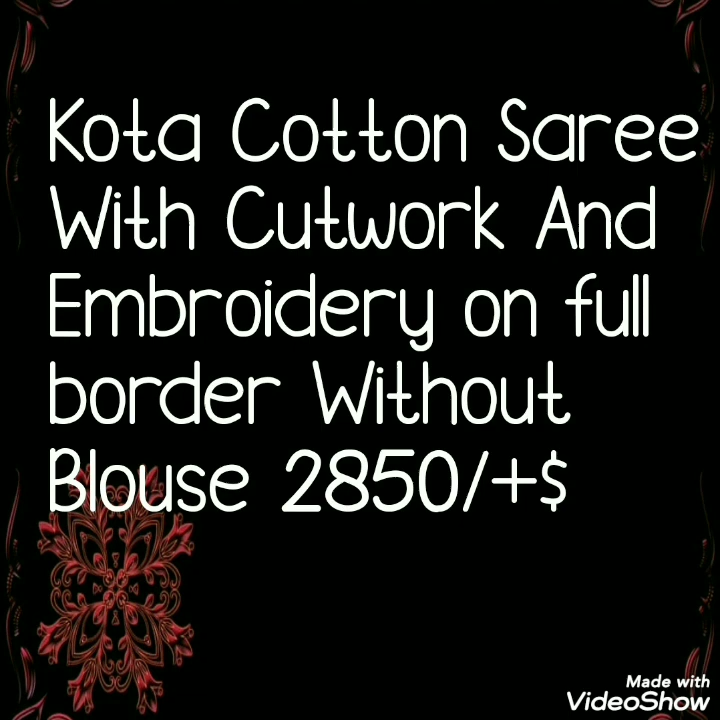 Kota Cotton Saree
With Cutwork And
Embroidery on full
border Without
Blouse 2850/+$
Made with
VideoShow